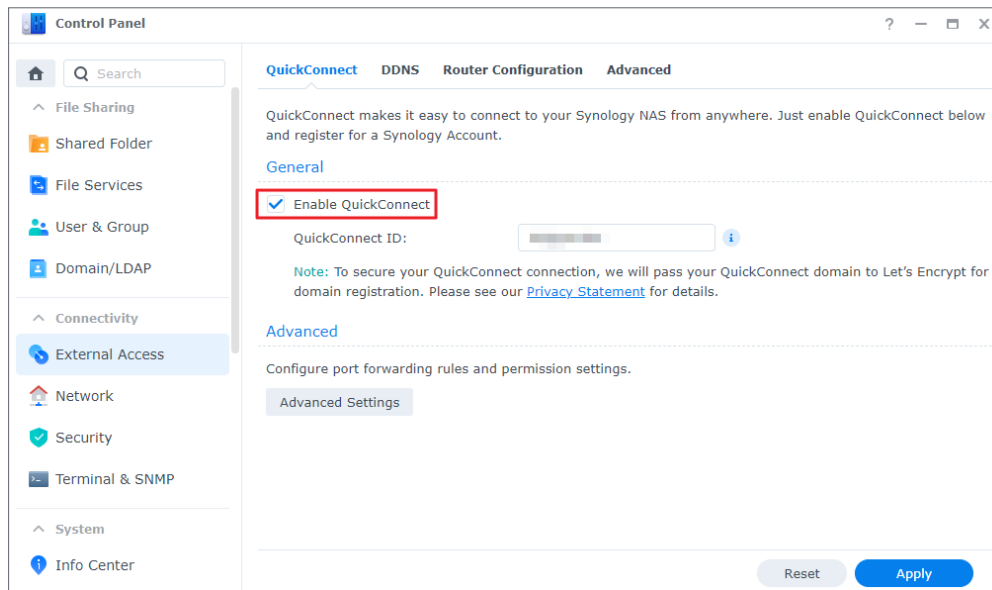 Control Panel
Search
File Sharing
Shared Folder
File Services
User & Group
Domain/LDAP
Connectivity
External Access
Network
Security
Terminal & SNMP
System
Info Center
QuickConnect DDNS Router Configuration Advanced
QuickConnect makes it easy to connect to your Synology NAS from anywhere. Just enable QuickConnect below
and register for a Synology Account.
General
Enable QuickConnect
QuickConnect ID:
Note: To secure your QuickConnect connection, we will pass your QuickConnect domain to Let's Encrypt for
domain registration. Please see our Privacy Statement for details.
Advanced
Configure port forwarding rules and permission settings.
Advanced Settings
Reset Apply